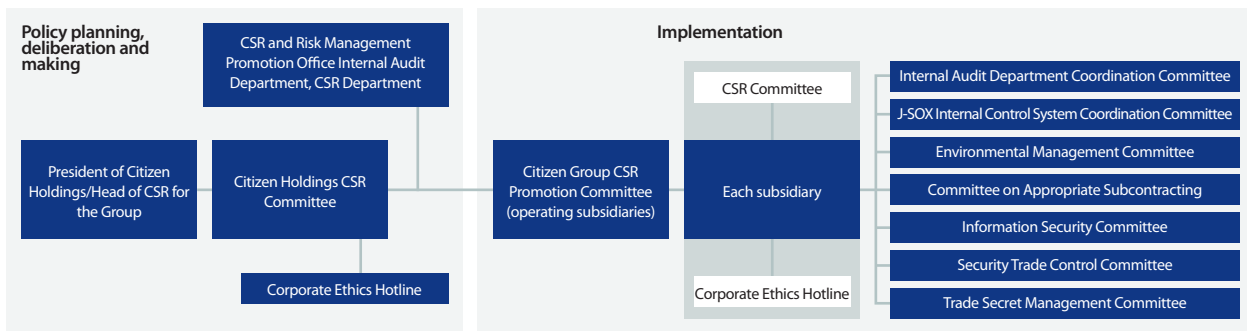 Policy planning,
deliberation and
making
CSR and Risk Management
Promotion Office Internal Audit
Department, CSR Department
President of Citizen
Holdings/Head of CSR for
the Group
Citizen Holdings CSR
Committee
Corporate Ethics Hotline
Implementation
Citizen Group CSR
Promotion Committee
(operating subsidiaries)
CSR Committee
Each subsidiary
Corporate Ethics Hotline
Internal Audit Department Coordination Committee
J-SOX Internal Control System Coordination Committee
Environmental Management Committee
Committee on Appropriate Subcontracting
Information Security Committee
Security Trade Control Committee
Trade Secret Management Committee